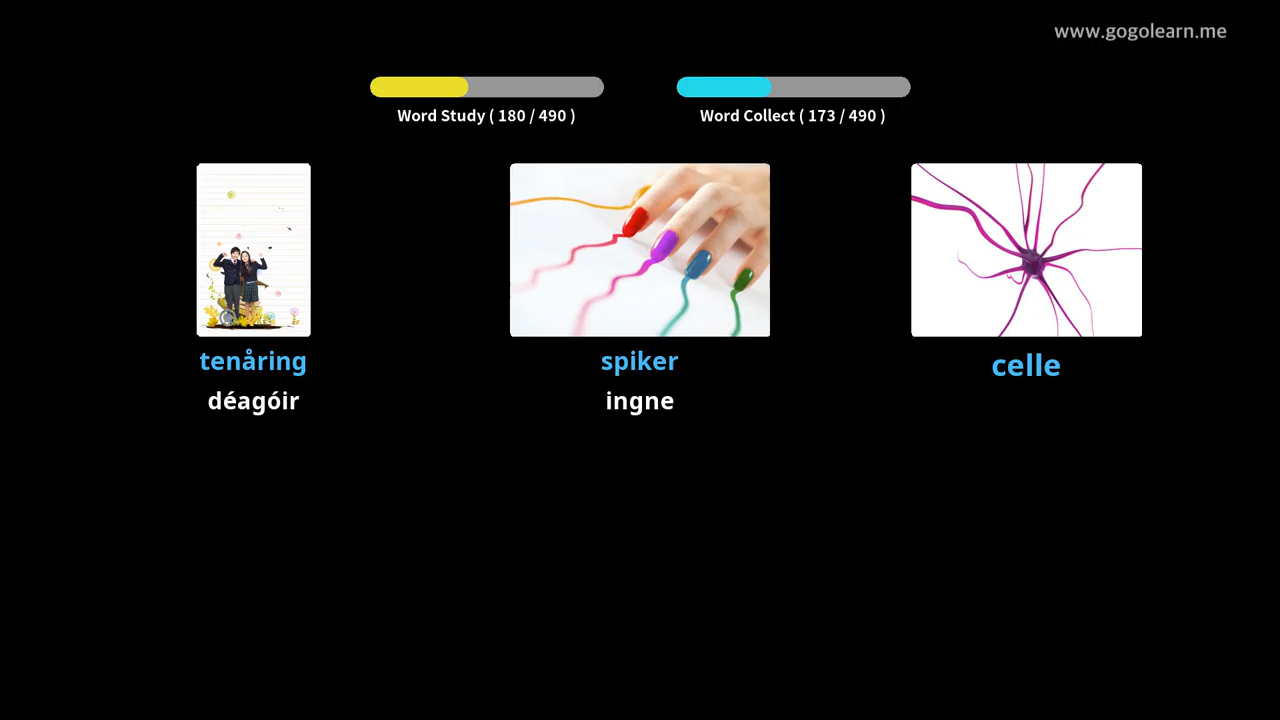 www.gogolearn.me
Word Study ( 180 / 490 )
Word Collect ( 173 / 490 )
tenåring
déagóir
spiker
ingne
celle